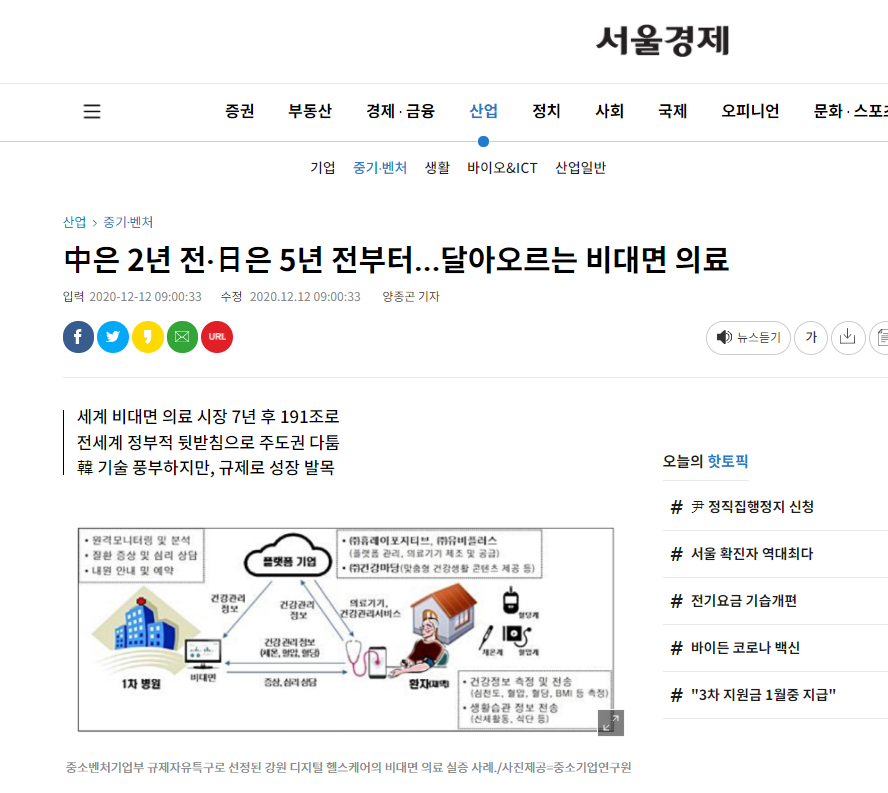 서울경제
증권 부동산 경제 · 금융 산업 정치 사회 국제 오피니언 문화 · 스포츠
기업 중기·벤처 생활 바이오&ICT 산업일반
산업 > 중기·벤처
中은 2년 전·日은 5년 전부터...달아오르는 비대면 의료
입력 2020-12-12 09:00:33 수정 2020.12.12 09:00:33 양종곤 기자
URL
뉴스듣기 가
세계 비대면 의료 시장 7년 후 191조로
전세계 정부적 뒷받침으로 주도권 다툼
韓 기술 풍부하지만, 규제로 성장 발목
• 원격모니터링 및 분석
• 질환 증상 및 심리 상담
• 내원 안내 및 예약
플랫폼 기업
• ㈜휴레이포지티브, ㈜유비플러스
(플랫폼 관리, 의료기기 제조 및 공급)
• ㈜건강마당(맞춤형 건강생활 콘텐츠 제공 등)
건강관리
정보
건강관리
정보
의료기기,
건강관리서비스
혈당계
체온계
혈압계
건강관리정보
(체온, 혈압, 혈당)
비대면
증상, 심리 상담
1차 병원
환자(재택)
• 건강정보 측정 및 전송
(심전도, 혈압, 혈당, BMI 등 측정)
• 생활습관 정보 전송
(신체활동, 식단 등)
중소벤처기업부 규제자유특구로 선정된 강원 디지털 헬스케어의 비대면 의료 실증 사례./사진제공=중소기업연구원
오늘의 핫토픽
# 尹 정직집행정지 신청
# 서울 확진자 역대최다
# 전기요금 기습개편
# 바이든 코로나 백신
# "3차 지원금 1월중 지급"